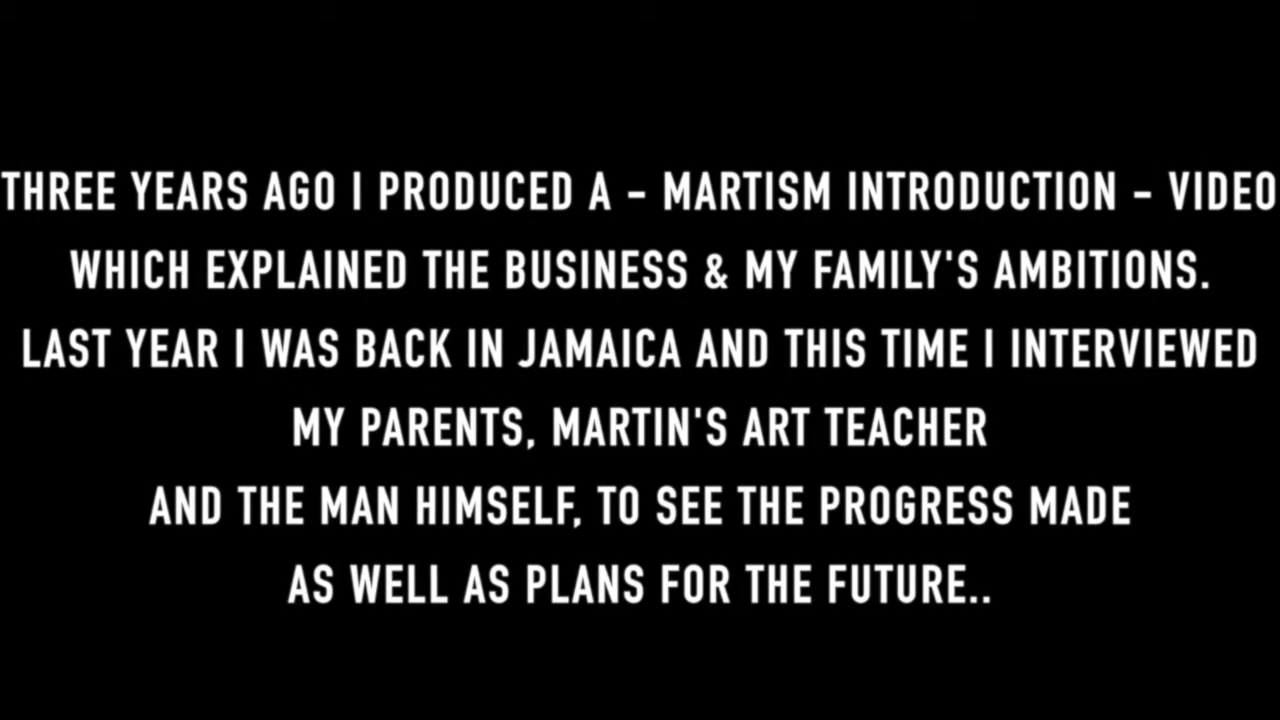 THREE YEARS AGO I PRODUCED A - MARTISM INTRODUCTION - VIDEO
WHICH EXPLAINED THE BUSINESS & MY FAMILY'S AMBITIONS.
LAST YEAR I WAS BACK IN JAMAICA AND THIS TIME I INTERVIEWED
MY PARENTS, MARTIN'S ART TEACHER
AND THE MAN HIMSELF, TO SEE THE PROGRESS MADE
AS WELL AS PLANS FOR THE FUTURE..